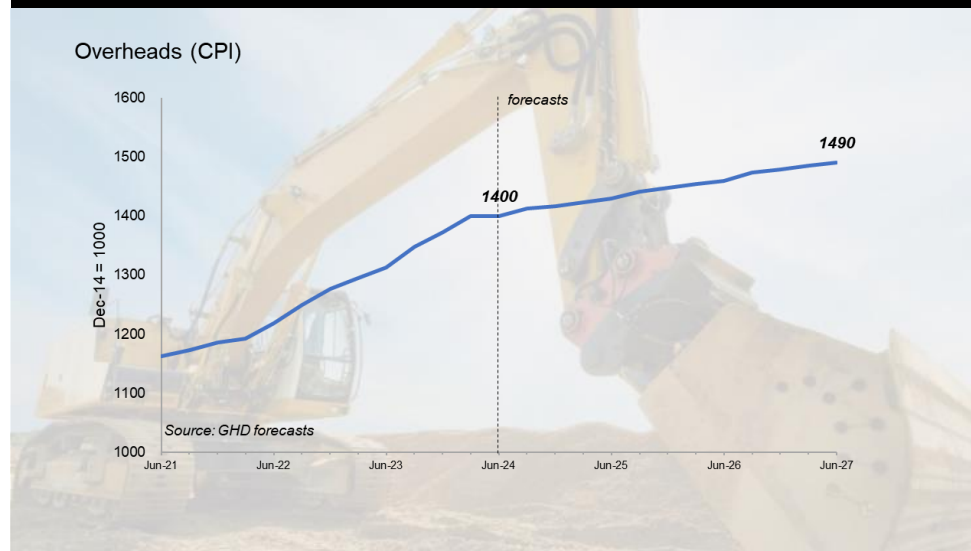 Overheads (CPI)
1600
forecasts
1500
1490
1400
1400
1300
Dec-14 = 1000
1200
1100
Source: GHD forecasts
1000
Jun-21 Jun-22 Jun-23 Jun-24 Jun-25 Jun-26 Jun-27